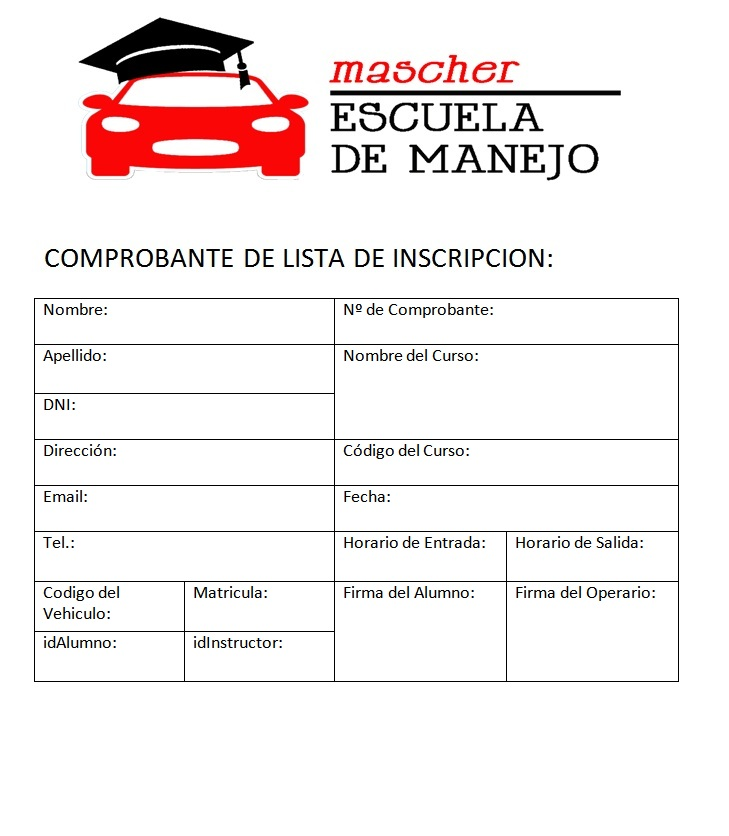 mascher
ESCUELA
DE MANEJO
COMPROBANTE DE LISTA DE INSCRIPCION:
Nombre:
Nº de Comprobante:
Apellido:
Nombre del Curso:
DNI:
Dirección:
Código del Curso:
Email:
Fecha:
Tel.:
Horario de Entrada:
Horario de Salida:
Codigo del
Vehiculo:
Matricula:
Firma del Alumno:
Firma del Operario:
idAlumno:
idInstructor: